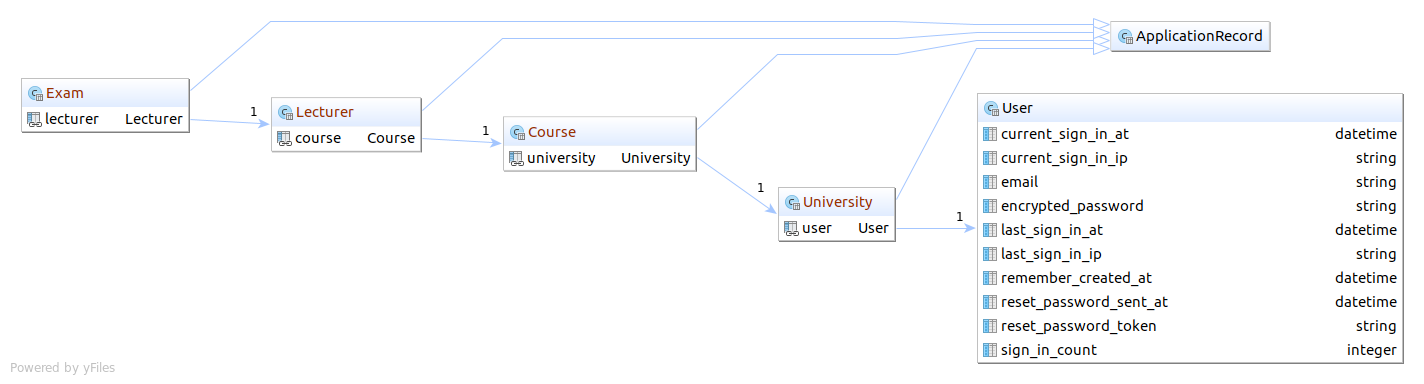 ApplicationRecord
Exam
lecturer Lecturer
1
Lecturer
course Course
1
Course
university University
1
University
user User
1
User
current_sign_in_at datetime
current_sign_in_ip string
email string
encrypted_password string
last_sign_in_at datetime
last_sign_in_ip string
remember_created_at datetime
reset_password_sent_at datetime
reset_password_token string
sign_in_count integer
Powered by yFiles